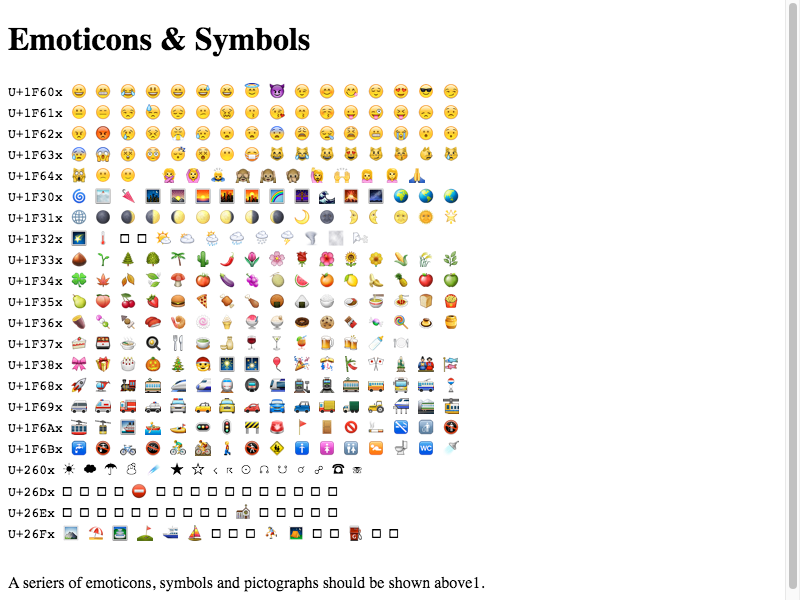 Emoticons & Symbols
U+1F60x
U+1F61x
U+1F62x
U+1F63x
U+1F64x
U+1F30x
U+1F31x
U+1F32x
U+1F33x
U+1F34x
U+1F35x
U+1F36x
U+1F37x
U+1F38x
U+1F68x
U+1F69x
U+1F6Ax
U+1F6Bx
U+260x
U+26Dx
U+26Ex
U+26Fx
A seriers of emoticons, symbols and pictographs should be shown above1.